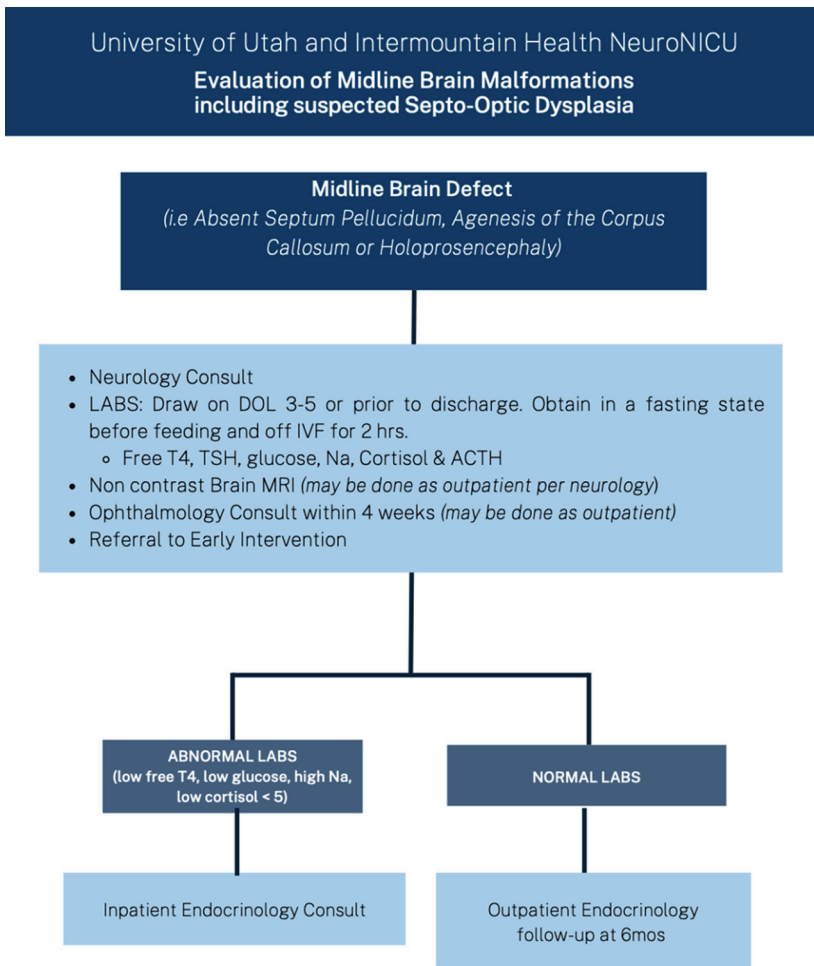 University of Utah and Intermountain Health NeuroNICU
Evaluation of Midline Brain Malformations
including suspected Septo-Optic Dysplasia
Midline Brain Defect
(i.e Absent Septum Pellucidum, Agenesis of the Corpus
Callosum or Holoprosencephaly)
• Neurology Consult
• LABS: Draw on DOL 3-5 or prior to discharge. Obtain in a fasting state
before feeding and off IVF for 2 hrs.
◦ Free T4, TSH, glucose, Na, Cortisol & ACTH
• Non contrast Brain MRI (may be done as outpatient per neurology)
• Ophthalmology Consult within 4 weeks (may be done as outpatient)
• Referral to Early Intervention
ABNORMAL LABS
(low free T4, low glucose, high Na,
low cortisol < 5)
NORMAL LABS
Inpatient Endocrinology Consult
Outpatient Endocrinology
follow-up at 6mos